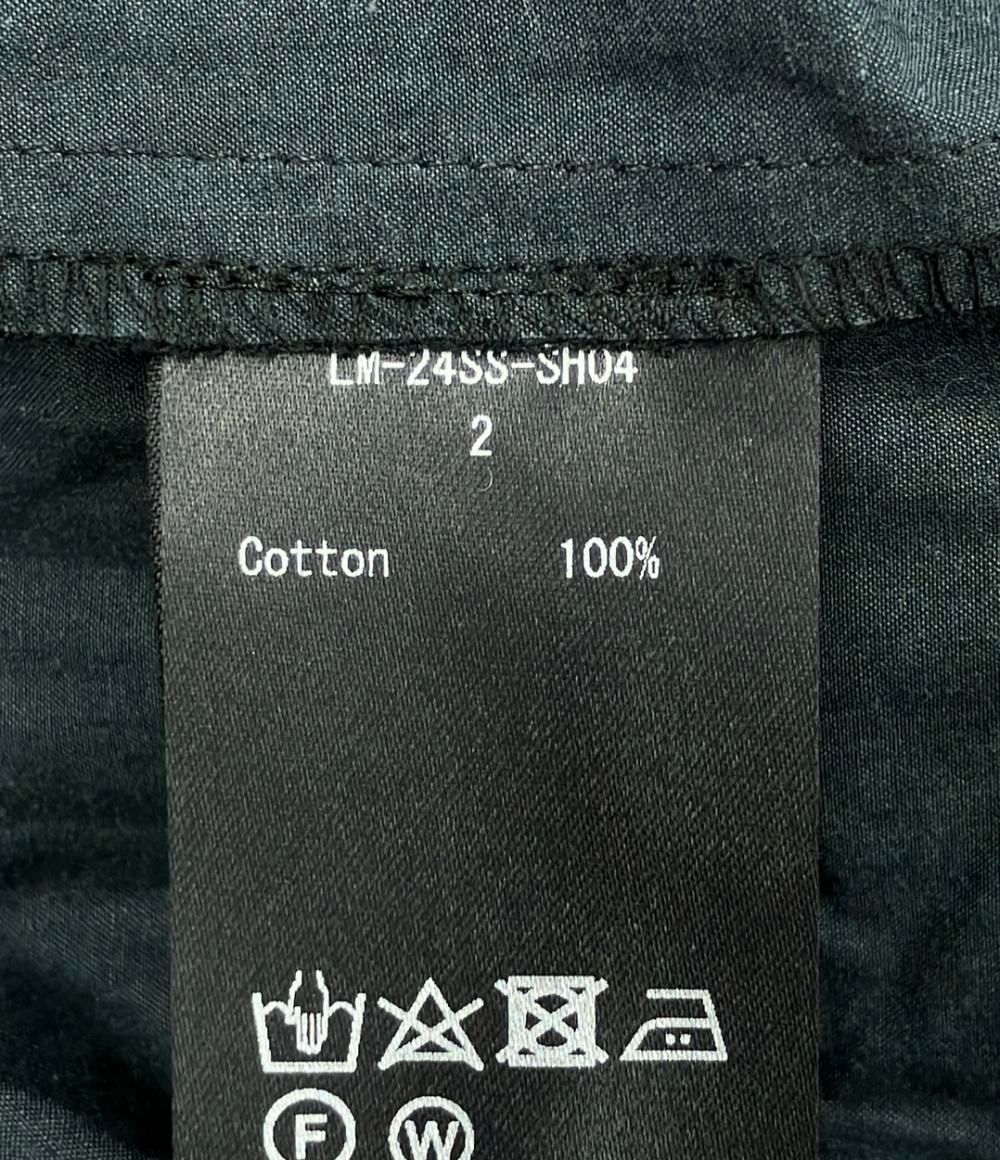 LM-24SS-SH04
2
Cotton 100%
F W